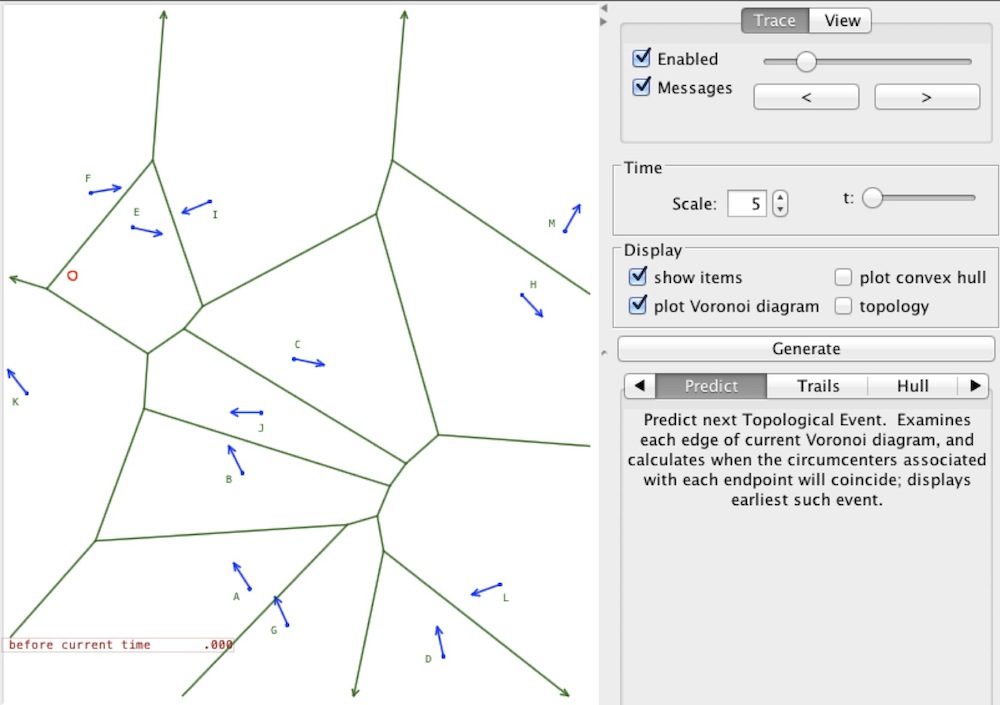 Trace View
Enabled
Messages
< >
Time
Scale: 5 t:
Display
show items plot convex hull
plot Voronoi diagram topology
Generate
Predict Trails Hull
Predict next Topological Event. Examines
each edge of current Voronoi diagram, and
calculates when the circumcenters associated
with each endpoint will coincide; displays
earliest such event.
F
E
I
M
H
C
K
J
B
A
L
G
D
before current time .000